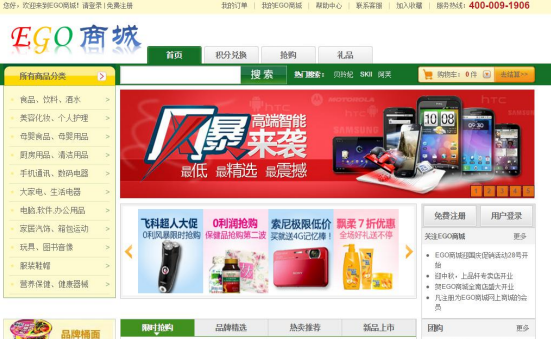 您好! 欢迎来到EGO商城! 请登录 | 免费注册
我的订单 | 我的EGO商城 | 帮助中心 | 联系客服 | 加入收藏 | 服务热线: 400-009-1906
EGO商城
首页 积分兑换 抢购 礼品
所有商品分类
搜索
热门搜索: 贝玲妃 SKII 阿芙
购物车: 0 件
去结算>>
食品、饮料、酒水 >
美容化妆、个人护理 >
母婴食品、母婴用品 >
厨房用品、清洁用品 >
手机通讯、数码电器 >
大家电、生活电器 >
电脑,软件,办公用品 >
家居汽饰、箱包运动 >
玩具、图书音像 >
服装鞋帽 >
营养保健、健康器械 >
品牌桶面
风暴
高端智能
来袭
最低 最精选 最震撼
HTC
MOTOROLA
SAMSUNG
1 2 3 4 5
飞科超人大促
0利风暴限时抢购
0利润抢购
保健品抢购第二波
索尼极限低价
买就送4G记忆棒!
飘柔7折优惠
全场好礼送不停
限时抢购 品牌精选 热卖推荐 新品上市
免费注册 用户登录
关注EGO商城 更多
EGO商城迎国庆促销活动28号开始
迎中秋,上品轩专卖店开业
贺EGO商城金南店盛大开业
凡注册为EGO商城网上商城的会员
团购 更多